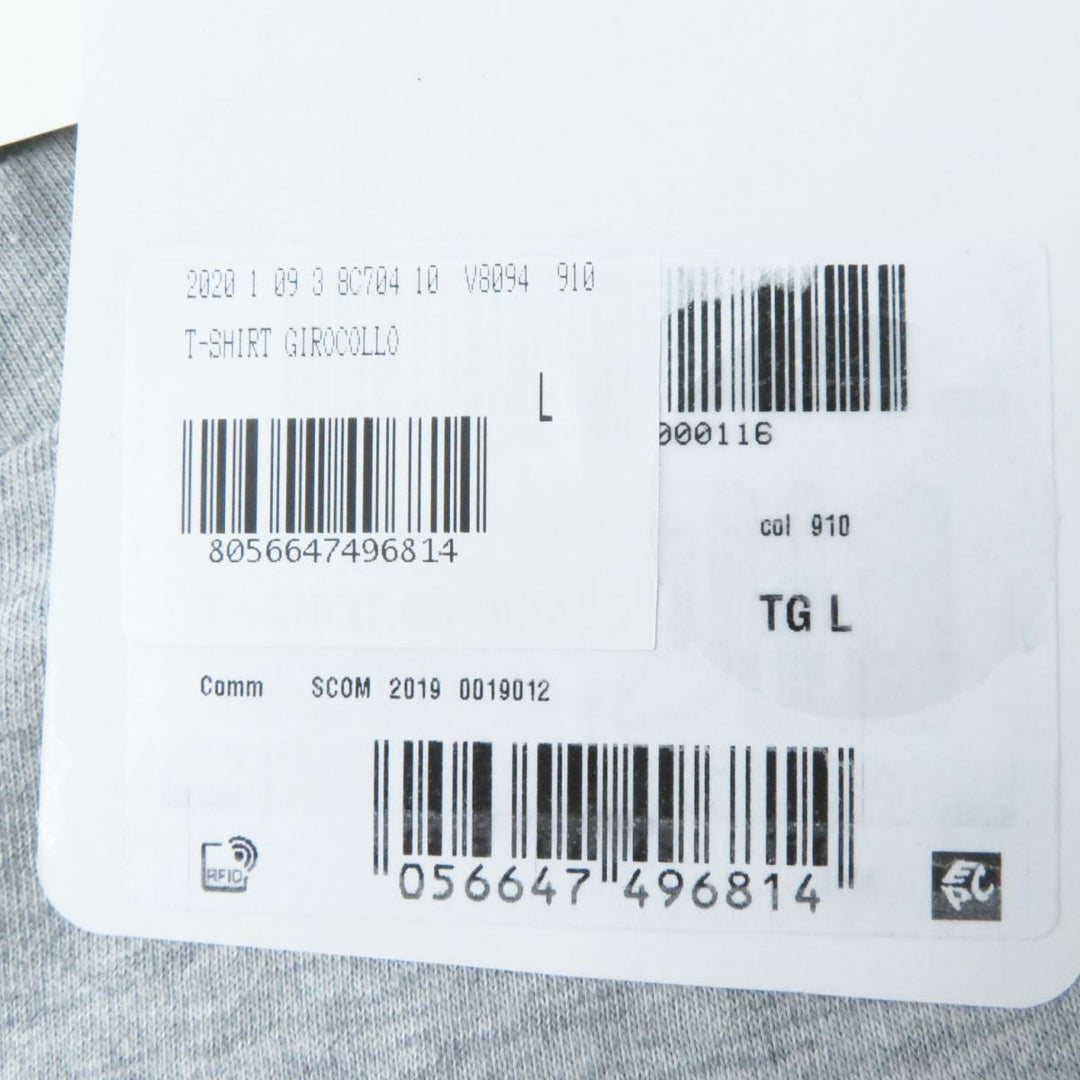 2020 1 09 3 8C704 10 V8094 910
T-SHIRT GIROCOLLO
L
8056647496814
000116
col 910
TG L
Comm SCOM 2019 0019012
RFID
056647 496814
EPC